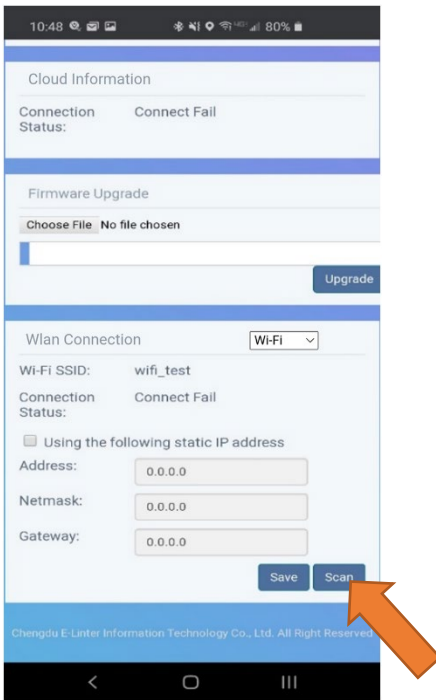 10:48 80%
Cloud Information
Connection Status: Connect Fail
Firmware Upgrade
Choose File No file chosen
Upgrade
Wlan Connection Wi-Fi
Wi-Fi SSID: wifi_test
Connection Status: Connect Fail
Using the following static IP address
Address: 0.0.0.0
Netmask: 0.0.0.0
Gateway: 0.0.0.0
Save Scan
Chengdu E-Linter Information Technology Co., Ltd. All Right Reserved